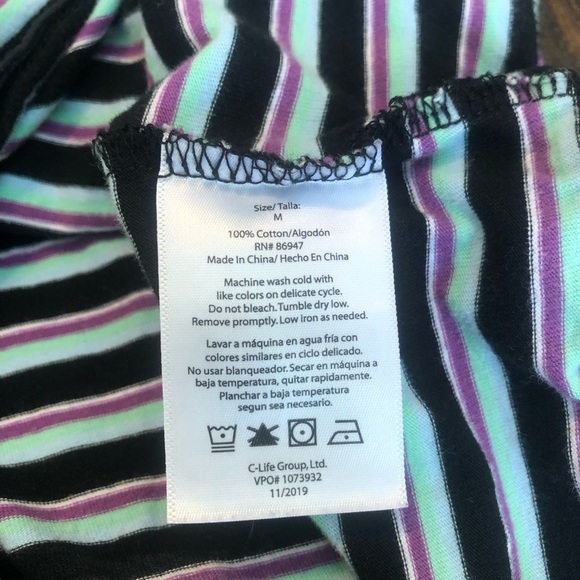 Size/ Talla:
M
100% Cotton/Algodón
RN# 86947
Made In China/ Hecho En China
Machine wash cold with
like colors on delicate cycle.
Do not bleach. Tumble dry low.
Remove promptly. Low iron as needed.
Lavar a máquina en agua fría con
colores similares en ciclo delicado.
No usar blanqueador. Secar en máquina a
baja temperatura, quitar rapidamente.
Planchar a baja temperatura
segun sea necesario.
C-Life Group, Ltd.
VPO# 1073932
11/2019